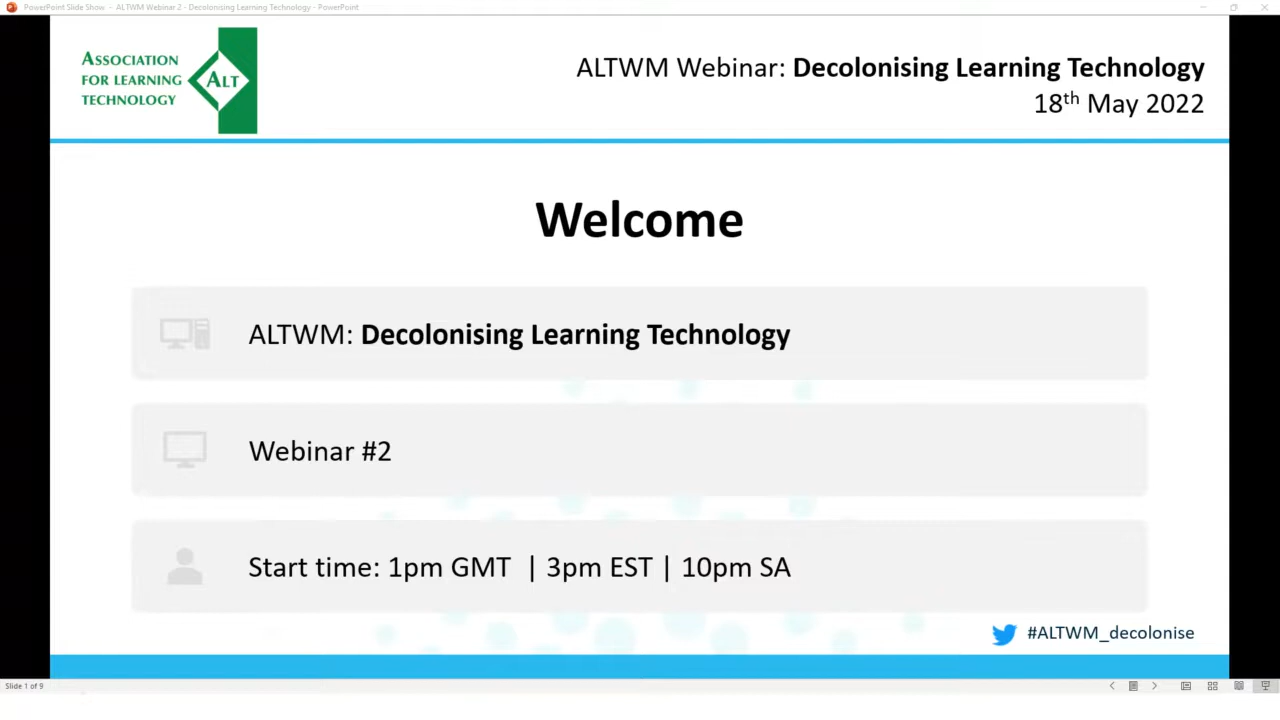 PowerPoint Slide Show - ALTWM Webinar 2 - Decolonising Learning Technology - PowerPoint
ASSOCIATION
FOR LEARNING
TECHNOLOGY
ALT
ALTWM Webinar: Decolonising Learning Technology
18th May 2022
Welcome
ALTWM: Decolonising Learning Technology
Webinar #2
Start time: 1pm GMT | 3pm EST | 10pm SA
#ALTWM_decolonise
Slide 1 of 9